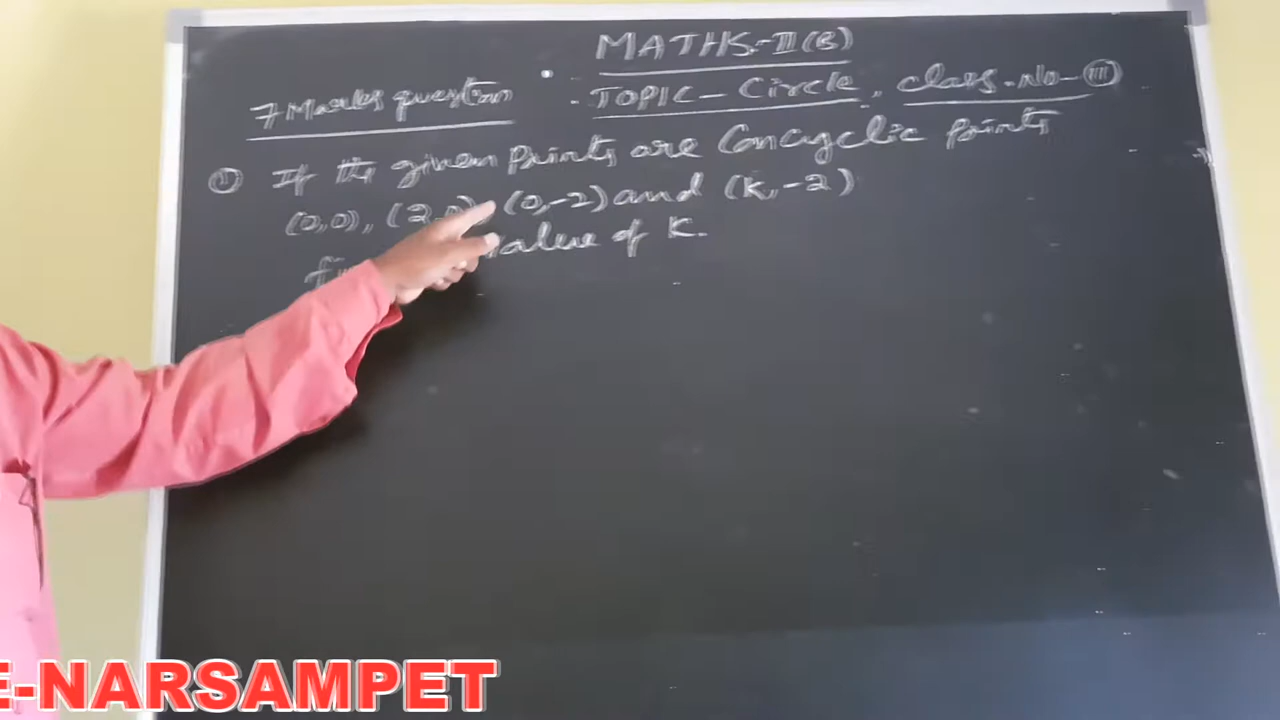 MATHS-II(B)
7 Marks question
TOPIC - Circle, class.No-III
① If the given points are Concyclic points
(0,0), (2,0), (0,-2) and (K,-2)
value of K.
E-NARSAMPET